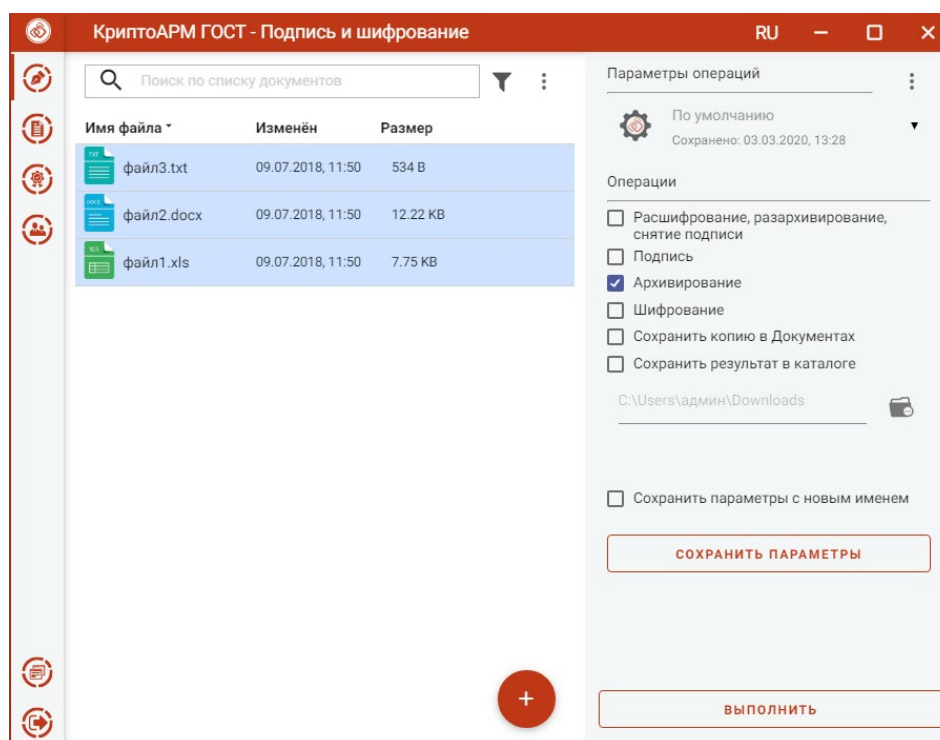 КриптоАРМ ГОСТ - Подпись и шифрование
RU
Поиск по списку документов
Имя файла
Изменён
Размер
TXT
файл3.txt
09.07.2018, 11:50
534 B
DOCX
файл2.docx
09.07.2018, 11:50
12.22 KB
XLS
файл1.xls
09.07.2018, 11:50
7.75 KB
Параметры операций
По умолчанию
Сохранено: 03.03.2020, 13:28
Операции
Расшифрование, разархивирование,
снятие подписи
Подпись
Архивирование
Шифрование
Сохранить копию в Документах
Сохранить результат в каталоге
C:\Users\админ\Downloads
Сохранить параметры с новым именем
СОХРАНИТЬ ПАРАМЕТРЫ
ВЫПОЛНИТЬ